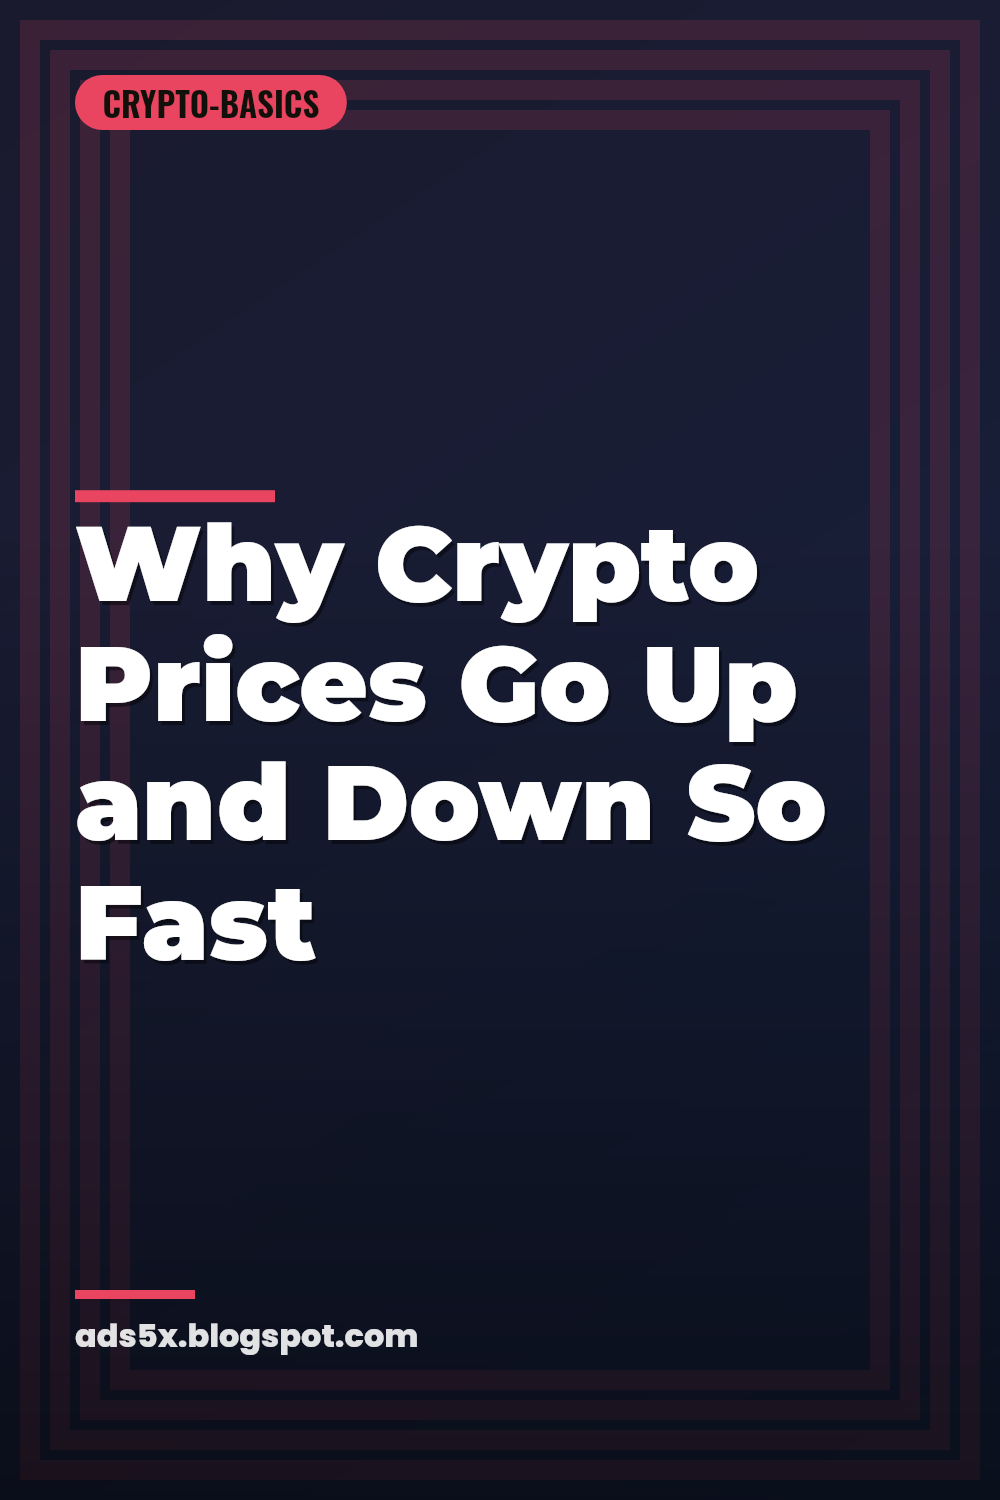 CRYPTO-BASICS
Why Crypto
Prices Go Up
and Down So
Fast
ads5x.blogspot.com